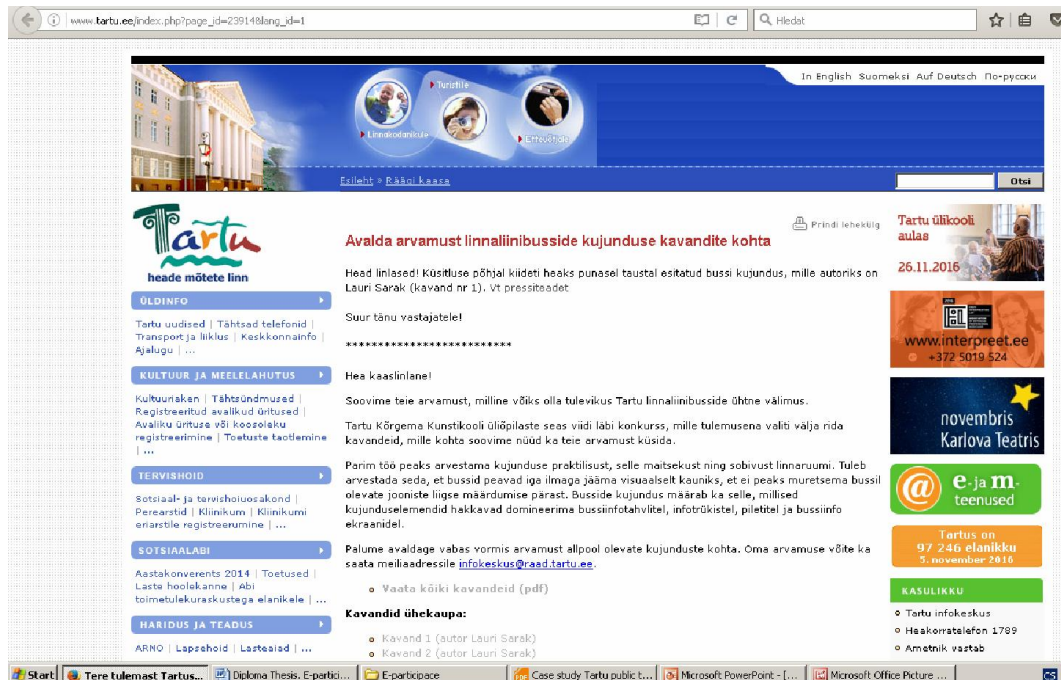 www.tartu.ee/index.php?page_id=2391&lang_id=1
Hledat
In English Suomeksi Auf Deutsch По-русски
Turistile
Linnakodanikule
Ettevõtjale
Esileht » Räägi kaasa
Otsi
Tartu
heade mõtete linn
ÜLDINFO
Tartu uudised | Tähtsad telefonid |
Transport ja liiklus | Keskkonnainfo |
Ajalugu | ...
KULTUUR JA MEELELAHUTUS
Kultuuriaken | Tähtsündmused |
Registreeritud avalikud üritused |
Avaliku ürituse või koosoleku
registreerimine | Toetuste taotlemine
| ...
TERVISHOID
Sotsiaal- ja tervishoiuosakond |
Perearstid | Kliinikum | Kliinikumi
eriarstile registreerumine | ...
SOTSIAALABI
Aastakonverents 2014 | Toetused |
Laste hoolekanne | Abi
toimetulekuraskustega elanikele | ...
HARIDUS JA TEADUS
ARNO | Lapsehoid | Lasteaiad | ...
Prindi lehekülg
Avalda arvamust linnaliinibusside kujunduse kavandite kohta
Head linlased! Küsitluse põhjal kiideti heaks punasel taustal esitatud bussi kujundus, mille autoriks on
Lauri Sarak (kavand nr 1). Vt pressiteadet
Suur tänu vastajatele!
**************************
Hea kaaslinlane!
Soovime teie arvamust, milline võiks olla tulevikus Tartu linnaliinibusside ühtne välimus.
Tartu Kõrgema Kunstikooli üliõpilaste seas viidi läbi konkurss, mille tulemusena valiti välja rida
kavandeid, mille kohta soovime nüüd ka teie arvamust küsida.
Parim töö peaks arvestama kujunduse praktilisust, selle maitsekust ning sobivust linnaruumi. Tuleb
arvestada seda, et bussid peavad iga ilmaga jääma visuaalselt kauniks, et ei peaks muretsema bussil
olevate jooniste liigse määrdumise pärast. Busside kujundus määrab ka selle, millised
kujunduselemendid hakkavad domineerima bussiinfotahvlitel, infotrükistel, piletitel ja bussiinfo
ekraanidel.
Palume avaldage vabas vormis arvamust allpool olevate kujunduste kohta. Oma arvamuse võite ka
saata meiliaadressile infokeskus@raad.tartu.ee.
Vaata kõiki kavandeid (pdf)
Kavandid ühekaupa:
Kavand 1 (autor Lauri Sarak)
Kavand 2 (autor Lauri Sarak)
Tartu ülikooli
aulas
26.11.2016
www.interpreet.ee
+372 5019 524
novembris
Karlova Teatris
@ e- ja m-
teenused
Tartus on
97 246 elanikku
5. november 2016
KASULIKKU
Tartu infokeskus
Heakorratelefon 1789
Ametnik vastab
Start
Tere tulemast Tartus...
Diploma Thesis. E-partici...
E-participace
Case study Tartu public t...
Microsoft PowerPoint - [...
Microsoft Office Picture ...
CS